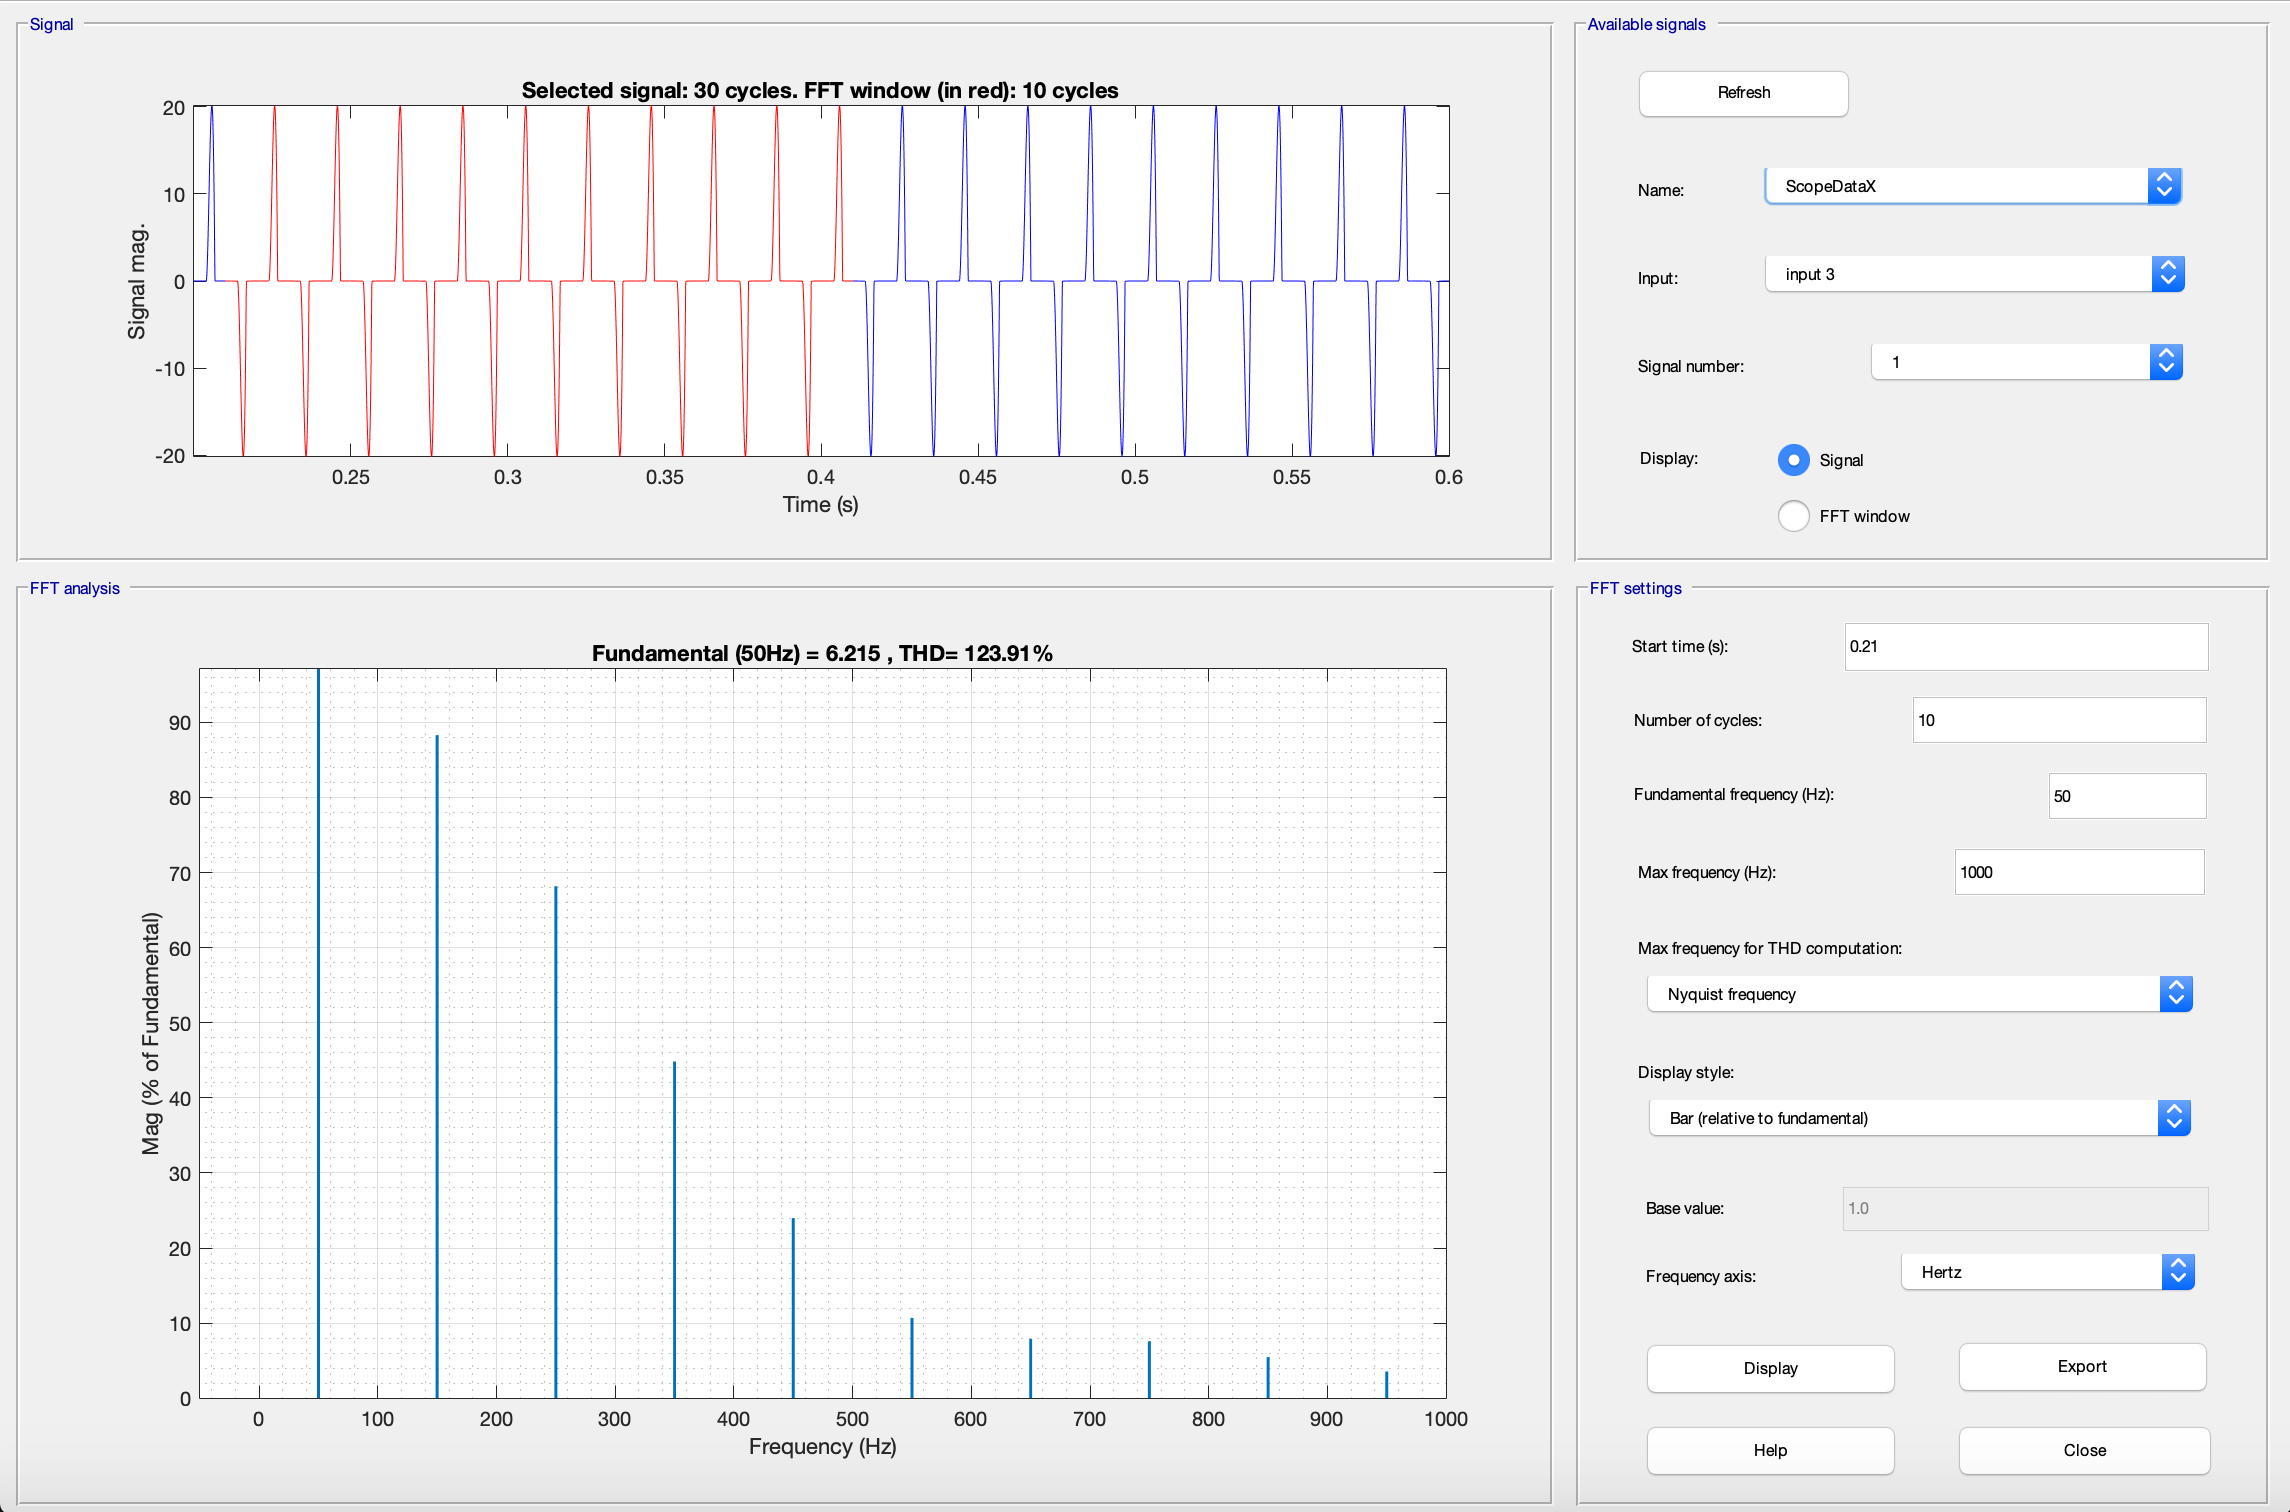 Signal
Selected signal: 30 cycles. FFT window (in red): 10 cycles
20
10
0
-10
-20
Signal mag.
0.25
0.3
0.35
0.4
0.45
0.5
0.55
0.6
Time (s)
Available signals
Refresh
Name:
ScopeDataX
Input:
input 3
Signal number:
1
Display:
Signal
FFT window
FFT analysis
Fundamental (50Hz) = 6.215 , THD= 123.91%
90
80
70
60
50
40
30
20
10
0
Mag (% of Fundamental)
0
100
200
300
400
500
600
700
800
900
1000
Frequency (Hz)
FFT settings
Start time (s):
0.21
Number of cycles:
10
Fundamental frequency (Hz):
50
Max frequency (Hz):
1000
Max frequency for THD computation:
Nyquist frequency
Display style:
Bar (relative to fundamental)
Base value:
1.0
Frequency axis:
Hertz
Display
Export
Help
Close